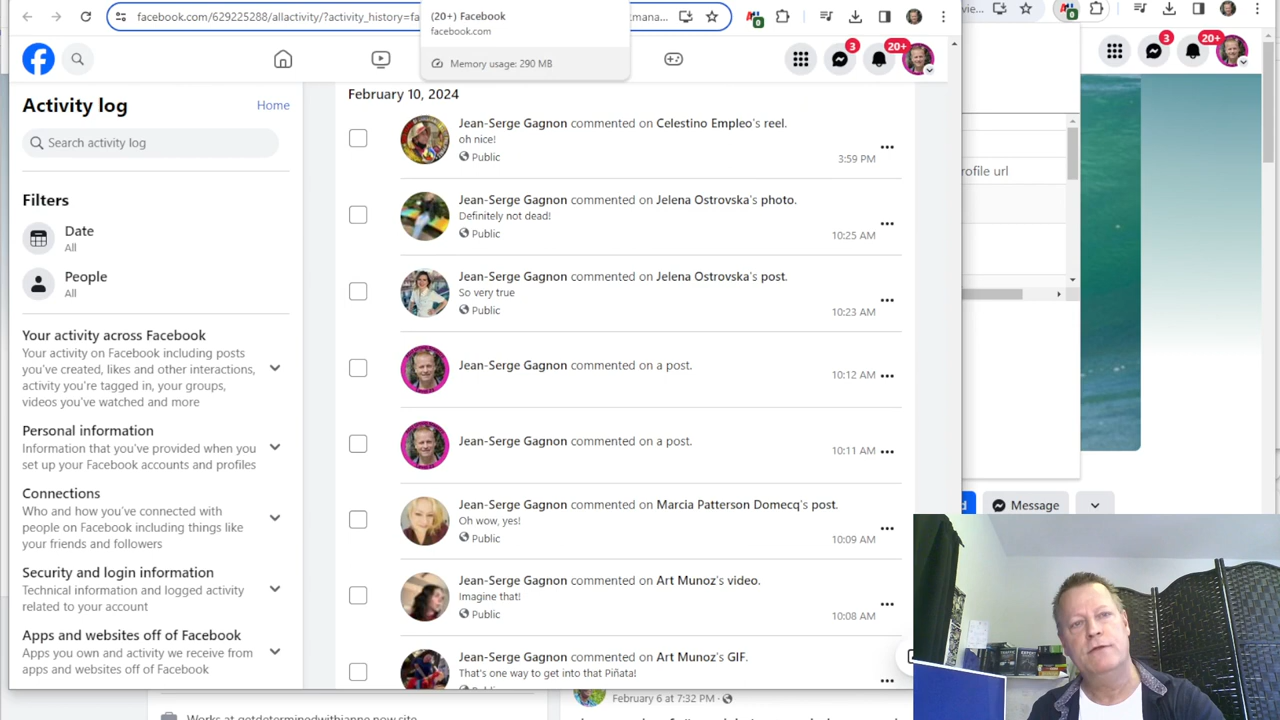 facebook.com/629225288/allactivity/?activity_history=fa
(20+) Facebook
facebook.com
Memory usage: 290 MB
.mana...
0
vie...
0
3
20+
3
20+
Activity log
Home
Search activity log
Filters
Date
All
People
All
Your activity across Facebook
Your activity on Facebook including posts
you've created, likes and other interactions,
activity you're tagged in, your groups,
videos you've watched and more
Personal information
Information that you've provided when you
set up your Facebook accounts and profiles
Connections
Who and how you've connected with
people on Facebook including things like
your friends and followers
Security and login information
Technical information and logged activity
related to your account
Apps and websites off of Facebook
Apps you own and activity we receive from
apps and websites off of Facebook
February 10, 2024
Jean-Serge Gagnon commented on Celestino Empleo's reel.
oh nice!
Public
3:59 PM
Jean-Serge Gagnon commented on Jelena Ostrovska's photo.
Definitely not dead!
Public
10:25 AM
Jean-Serge Gagnon commented on Jelena Ostrovska's post.
So very true
Public
10:23 AM
Jean-Serge Gagnon commented on a post.
10:12 AM
Jean-Serge Gagnon commented on a post.
10:11 AM
Jean-Serge Gagnon commented on Marcia Patterson Domecq's post.
Oh wow, yes!
Public
10:09 AM
Jean-Serge Gagnon commented on Art Munoz's video.
Imagine that!
Public
10:08 AM
Jean-Serge Gagnon commented on Art Munoz's GIF.
That's one way to get into that Piñata!
rofile url
Message
Works at getdeterminedwithjanne.now.site
February 6 at 7:32 PM ·